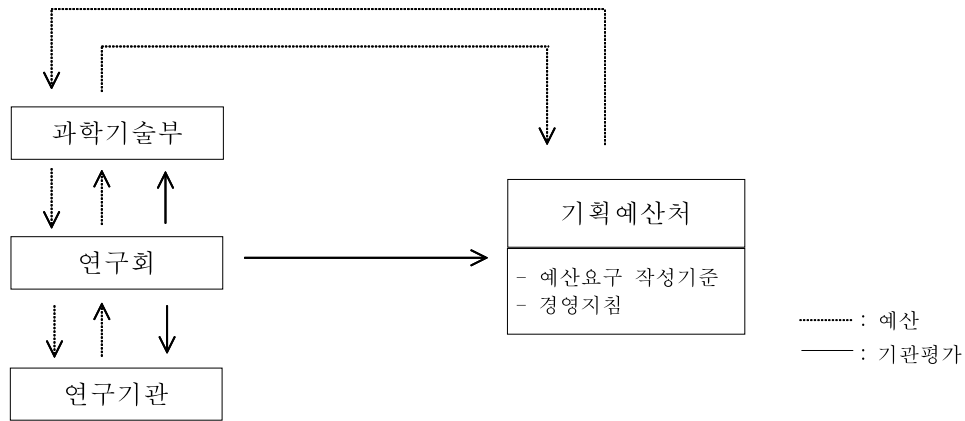 과학기술부
기획예산처
연구회
- 예산요구 작성기준
- 경영지침
: 예산
: 기관평가
연구기관